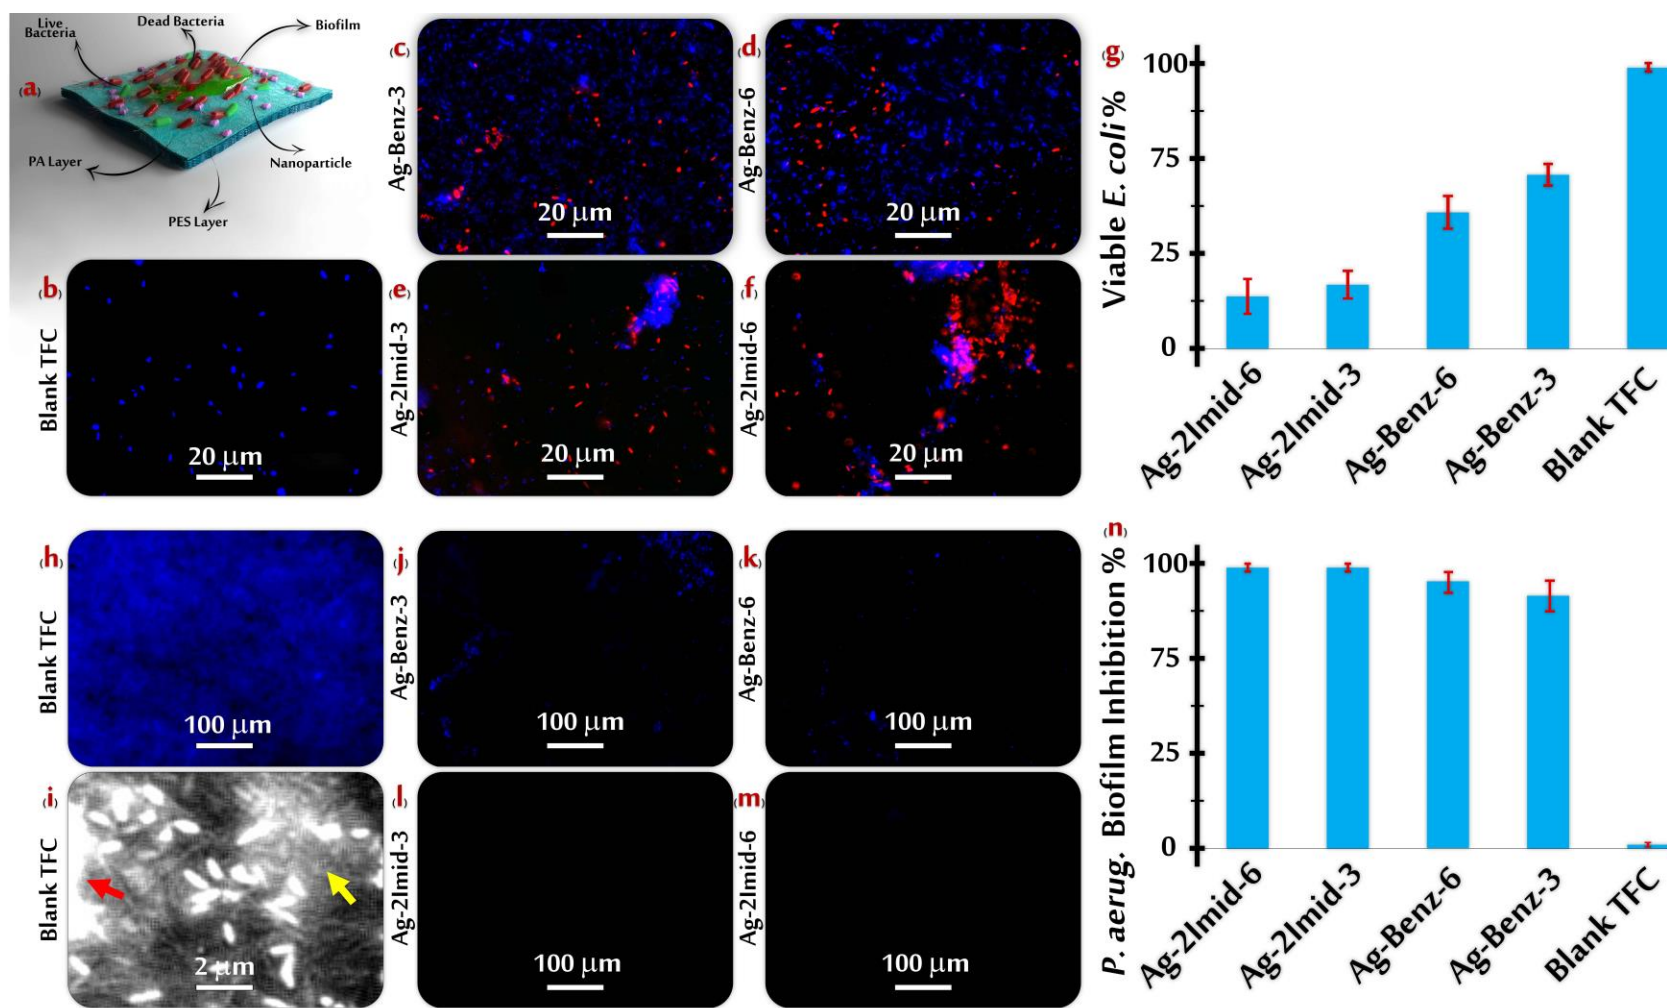 (a)
Live
Bacteria
Dead Bacteria
Biofilm
PA Layer
Nanoparticle
PES Layer
(b)
Blank TFC
20 µm
(c)
Ag-Benz-3
20 µm
(d)
Ag-Benz-6
20 µm
(e)
Ag-2Imid-3
20 µm
(f)
Ag-2Imid-6
20 µm
(g)
Viable E. coli %
100
75
25
0
Ag-2Imid-6
Ag-2Imid-3
Ag-Benz-6
Ag-Benz-3
Blank TFC
(h)
Blank TFC
100 µm
(i)
Blank TFC
2 µm
(j)
Ag-Benz-3
100 µm
(k)
Ag-Benz-6
100 µm
(l)
Ag-2Imid-3
100 µm
(m)
Ag-2Imid-6
100 µm
(n)
P. aerug. Biofilm Inhibition %
100
75
25
0
Ag-2Imid-6
Ag-2Imid-3
Ag-Benz-6
Ag-Benz-3
Blank TFC